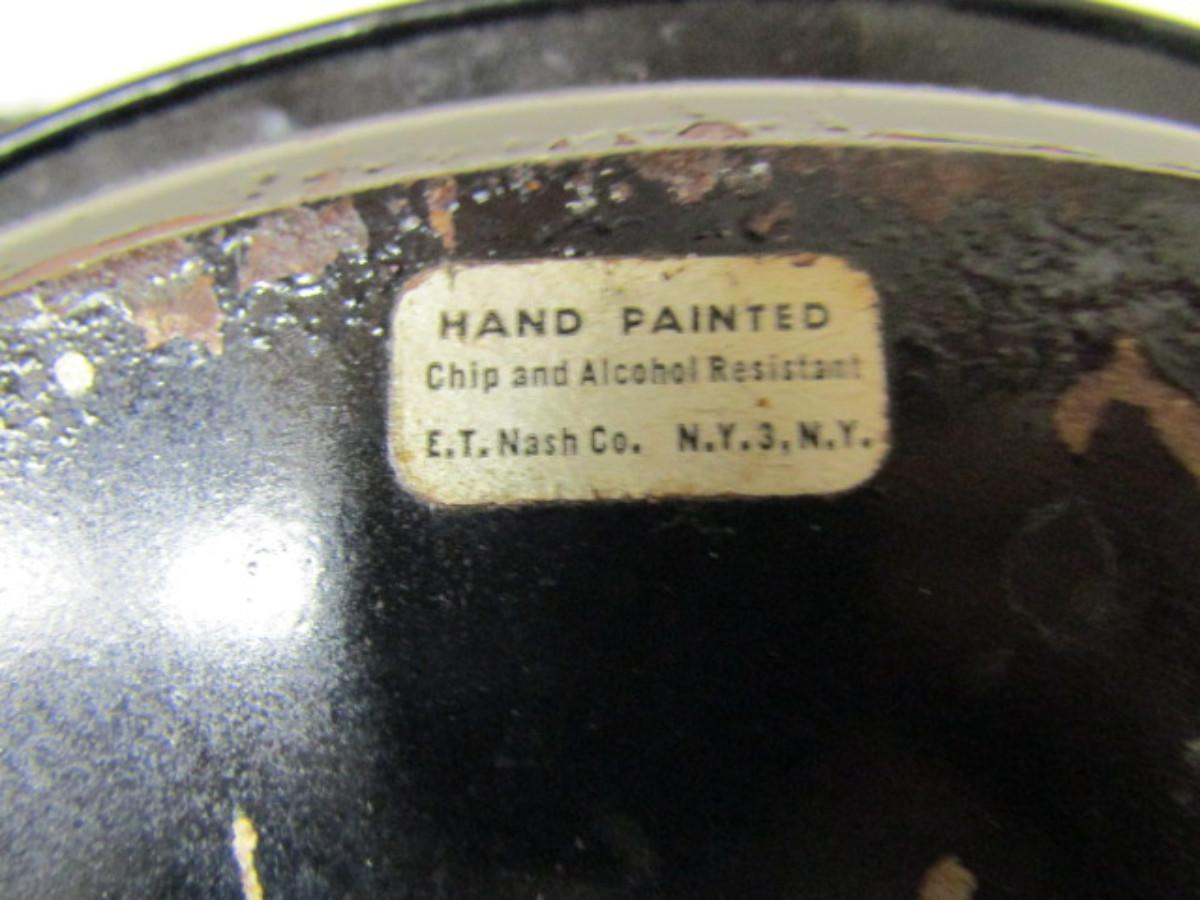 HAND PAINTED
Chip and Alcohol Resistant
E.T. Nash Co. N.Y.3, N.Y.